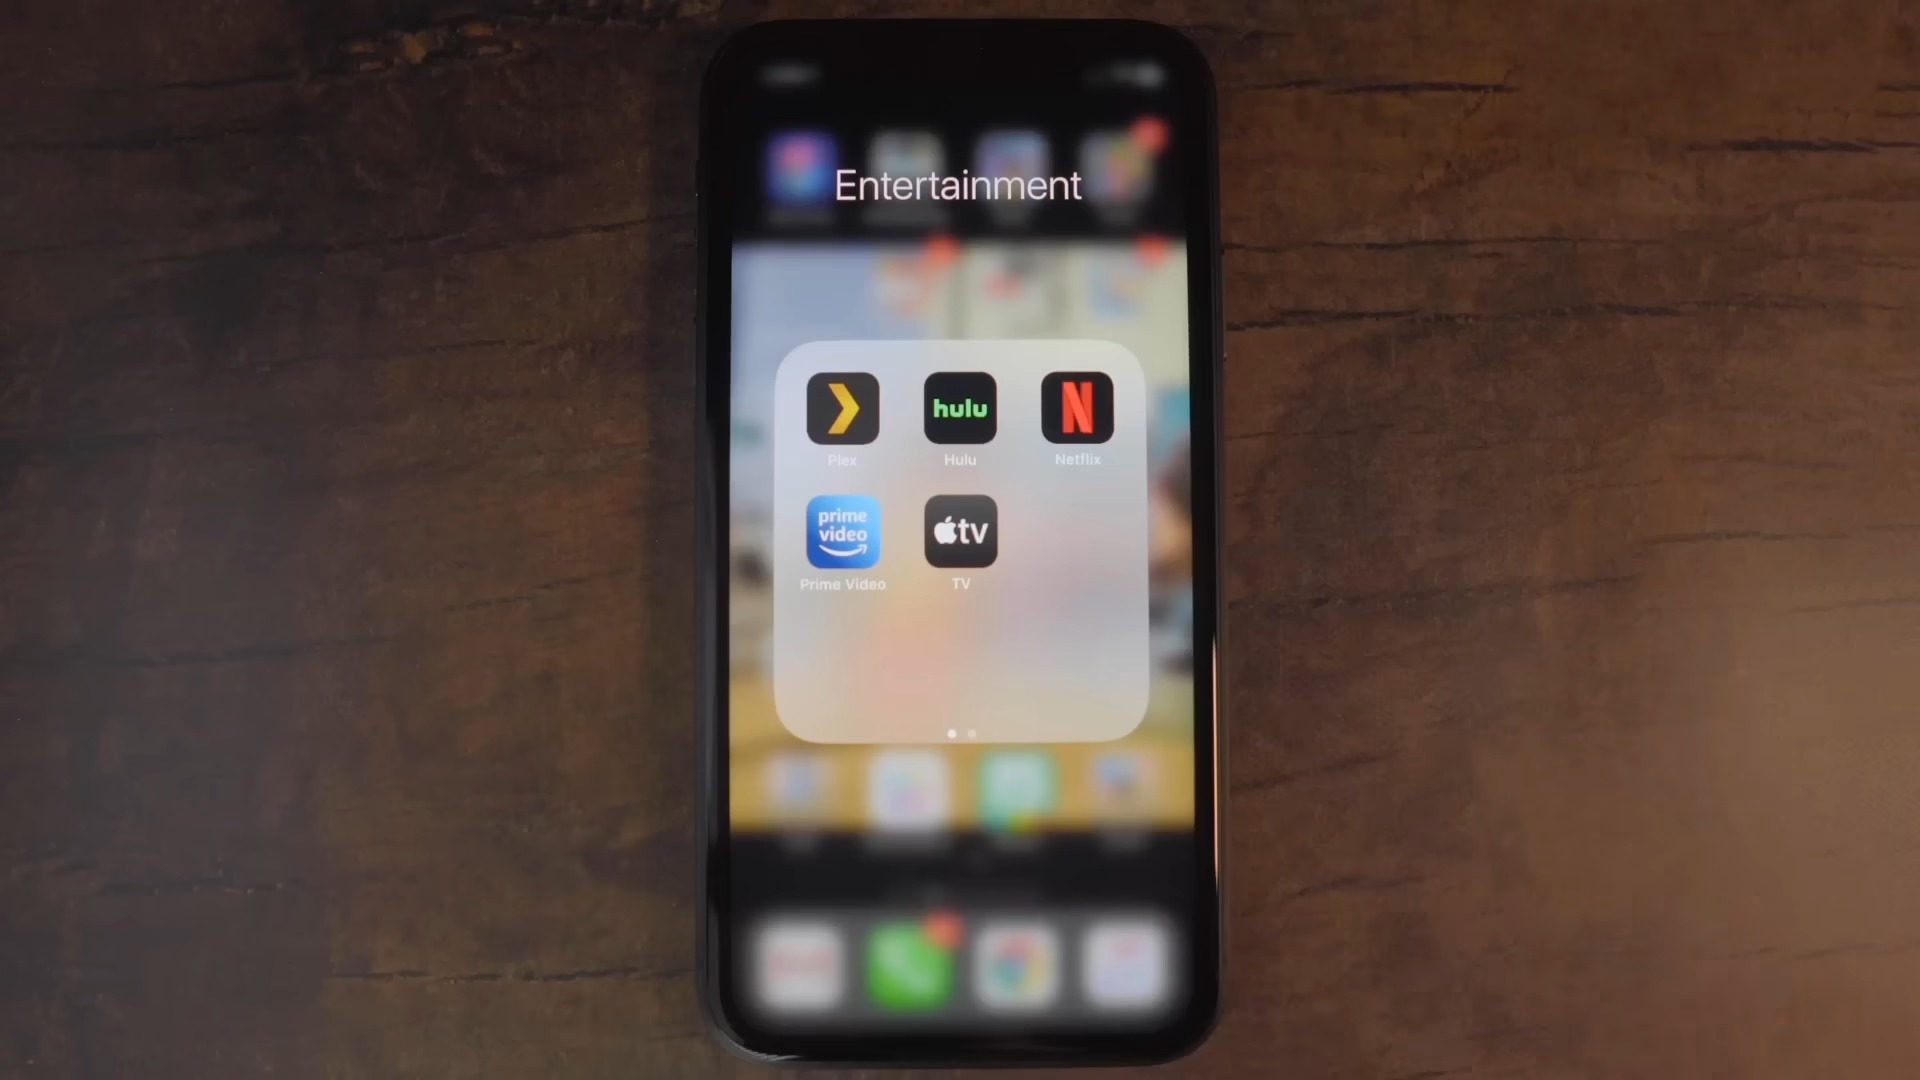 Entertainment
hulu
N
Plex
Hulu
Netflix
prime
video
tv
Prime Video
TV